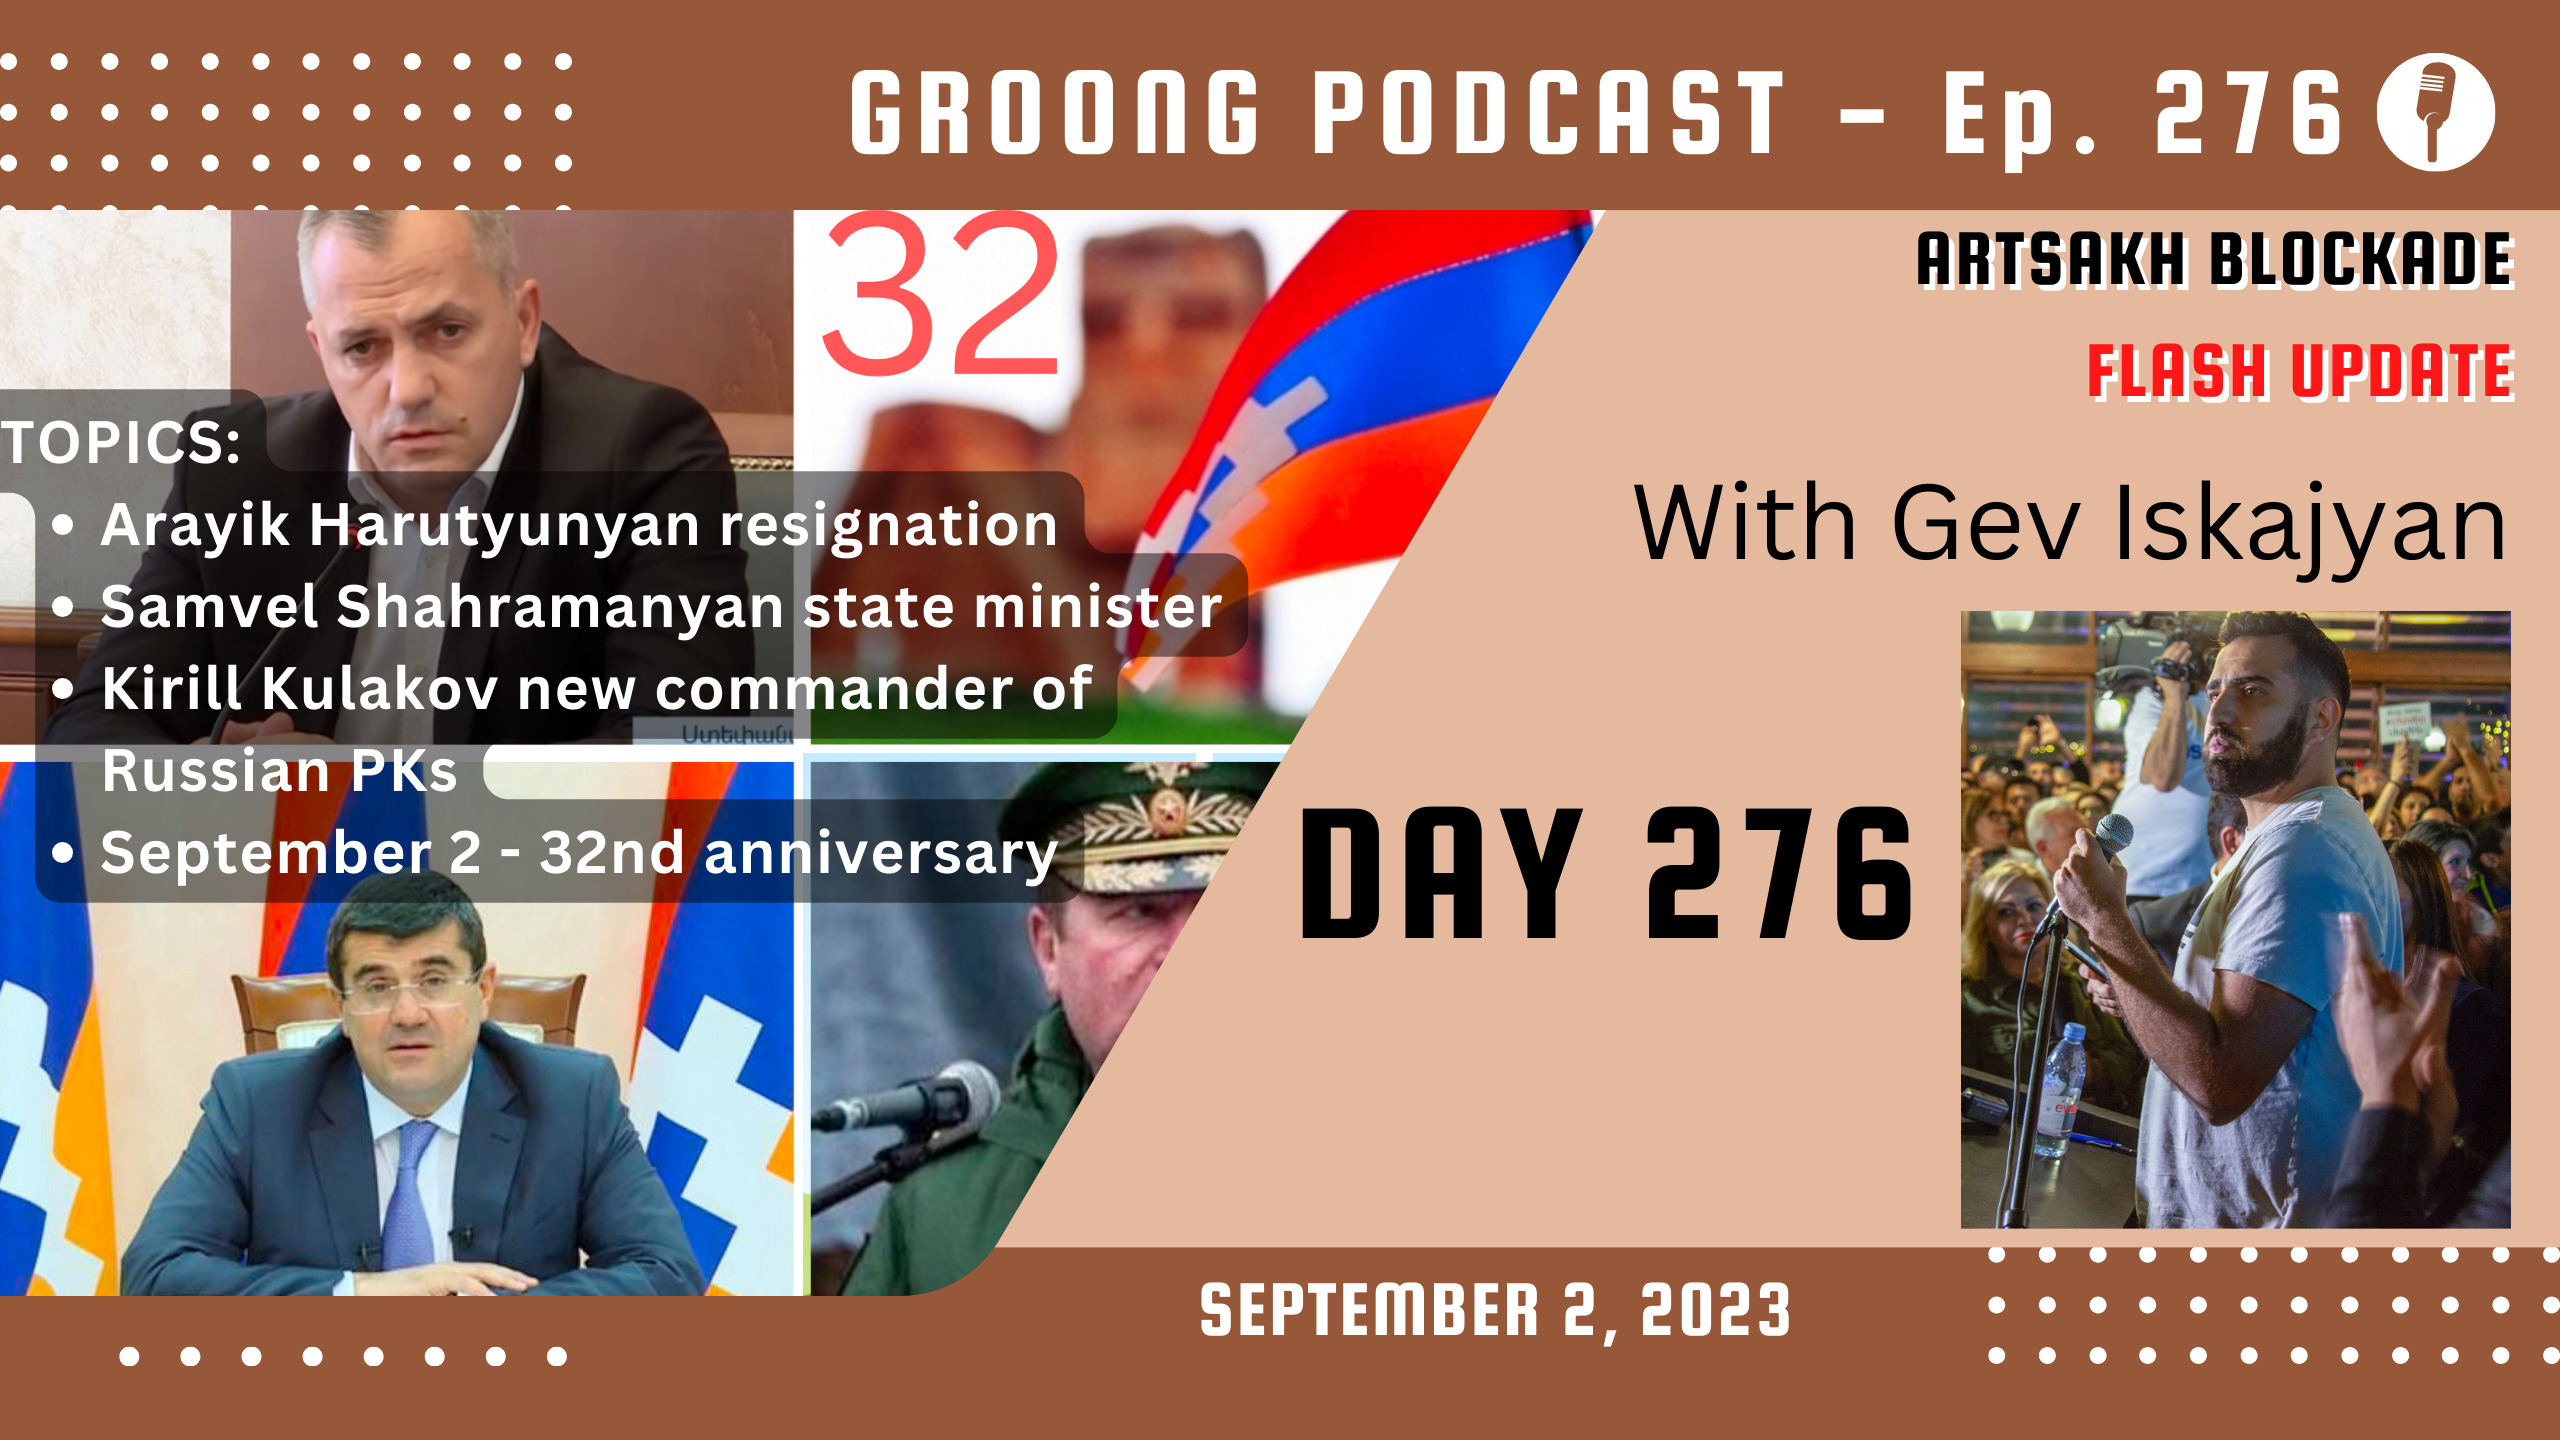 GROONG PODCAST - Ep. 276
ARTSAKH BLOCKADE
FLASH UPDATE
With Gev Iskajyan
DAY 276
32
TOPICS:
• Arayik Harutyunyan resignation
• Samvel Shahramanyan state minister
• Kirill Kulakov new commander of
Russian PKs
• September 2 - 32nd anniversary
Ստեփանա
SEPTEMBER 2, 2023